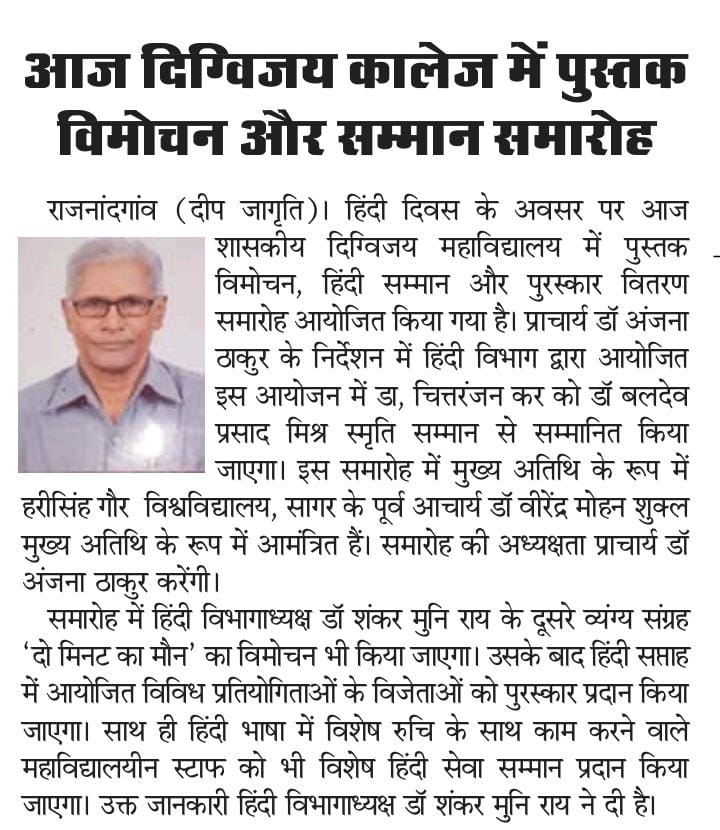 आज दिग्विजय कालेज में पुस्तक
विमोचन और सम्मान समारोह
राजनांदगांव (दीप जागृति)। हिंदी दिवस के अवसर पर आज
शासकीय दिग्विजय महाविद्यालय में पुस्तक
विमोचन, हिंदी सम्मान और पुरस्कार वितरण
समारोह आयोजित किया गया है। प्राचार्य डॉ अंजना
ठाकुर के निर्देशन में हिंदी विभाग द्वारा आयोजित
इस आयोजन में डा, चित्तरंजन कर को डॉ बलदेव
प्रसाद मिश्र स्मृति सम्मान से सम्मानित किया
जाएगा। इस समारोह में मुख्य अतिथि के रूप में
हरीसिंह गौर विश्वविद्यालय, सागर के पूर्व आचार्य डॉ वीरेंद्र मोहन शुक्ल
मुख्य अतिथि के रूप में आमंत्रित हैं। समारोह की अध्यक्षता प्राचार्य डॉ
अंजना ठाकुर करेंगी।
समारोह में हिंदी विभागाध्यक्ष डॉ शंकर मुनि राय के दूसरे व्यंग्य संग्रह
‘दो मिनट का मौन’ का विमोचन भी किया जाएगा। उसके बाद हिंदी सप्ताह
में आयोजित विविध प्रतियोगिताओं के विजेताओं को पुरस्कार प्रदान किया
जाएगा। साथ ही हिंदी भाषा में विशेष रुचि के साथ काम करने वाले
महाविद्यालयीन स्टाफ को भी विशेष हिंदी सेवा सम्मान प्रदान किया
जाएगा। उक्त जानकारी हिंदी विभागाध्यक्ष डॉ शंकर मुनि राय ने दी है।